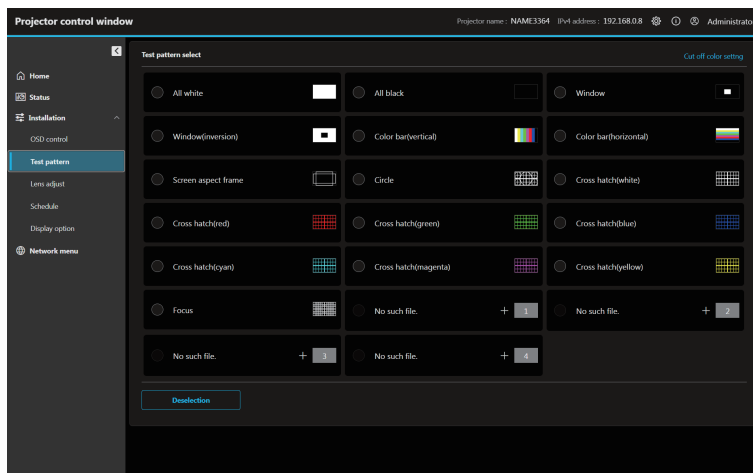 Projector control window
Projector name : NAME3364 IPv4 address : 192.168.0.8 Administrato
Home
Status
Installation
OSD control
Test pattern
Lens adjust
Schedule
Display option
Network menu
Test pattern select
Cut off color setting
All white
All black
Window
Window(inversion)
Color bar(vertical)
Color bar(horizontal)
Screen aspect frame
Circle
Cross hatch(white)
Cross hatch(red)
Cross hatch(green)
Cross hatch(blue)
Cross hatch(cyan)
Cross hatch(magenta)
Cross hatch(yellow)
Focus
No such file. + 1
No such file. + 2
No such file. + 3
No such file. + 4
Deselection